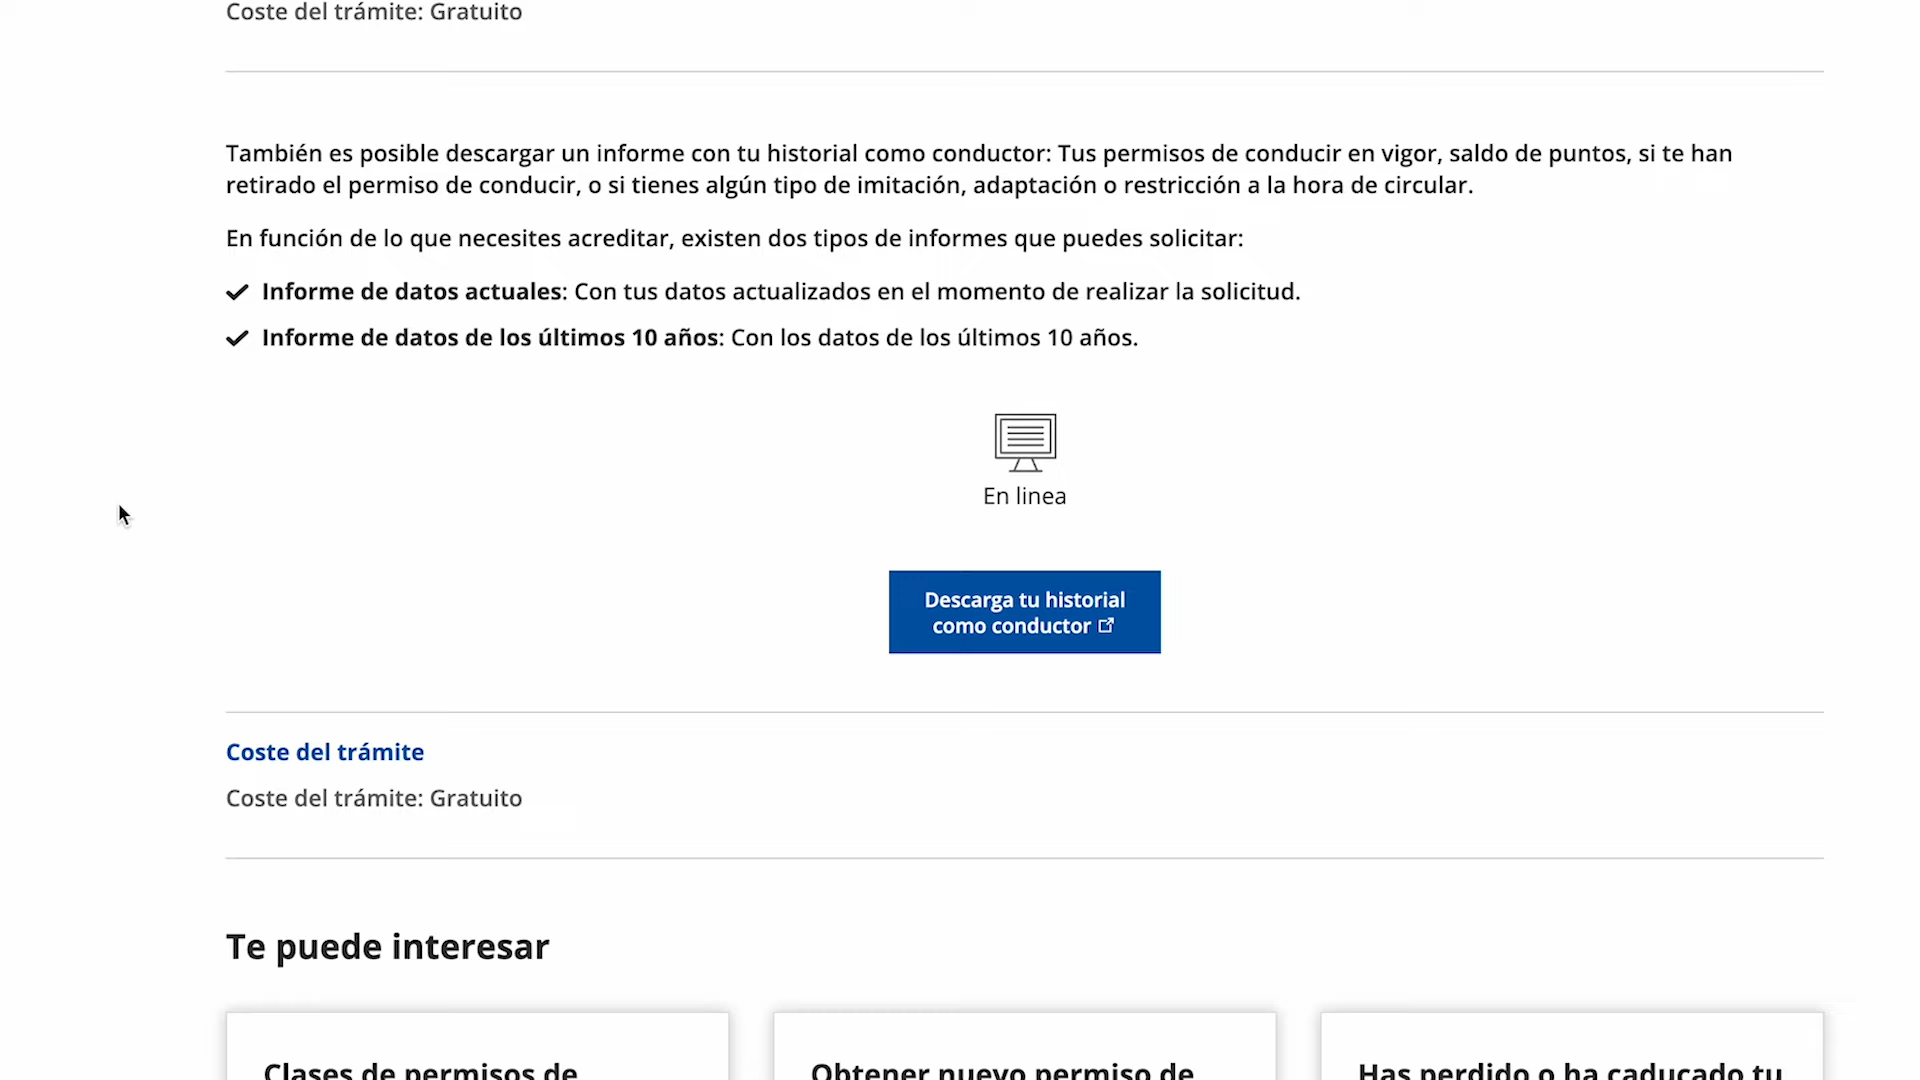 Coste del trámite: Gratuito
También es posible descargar un informe con tu historial como conductor: Tus permisos de conducir en vigor, saldo de puntos, si te han
retirado el permiso de conducir, o si tienes algún tipo de imitación, adaptación o restricción a la hora de circular.
En función de lo que necesites acreditar, existen dos tipos de informes que puedes solicitar:
Informe de datos actuales: Con tus datos actualizados en el momento de realizar la solicitud.
Informe de datos de los últimos 10 años: Con los datos de los últimos 10 años.
En linea
Descarga tu historial
como conductor
Coste del trámite
Coste del trámite: Gratuito
Te puede interesar
Clases de permisos de
Obtener nuevo permiso de
Has perdido o ha caducado tu